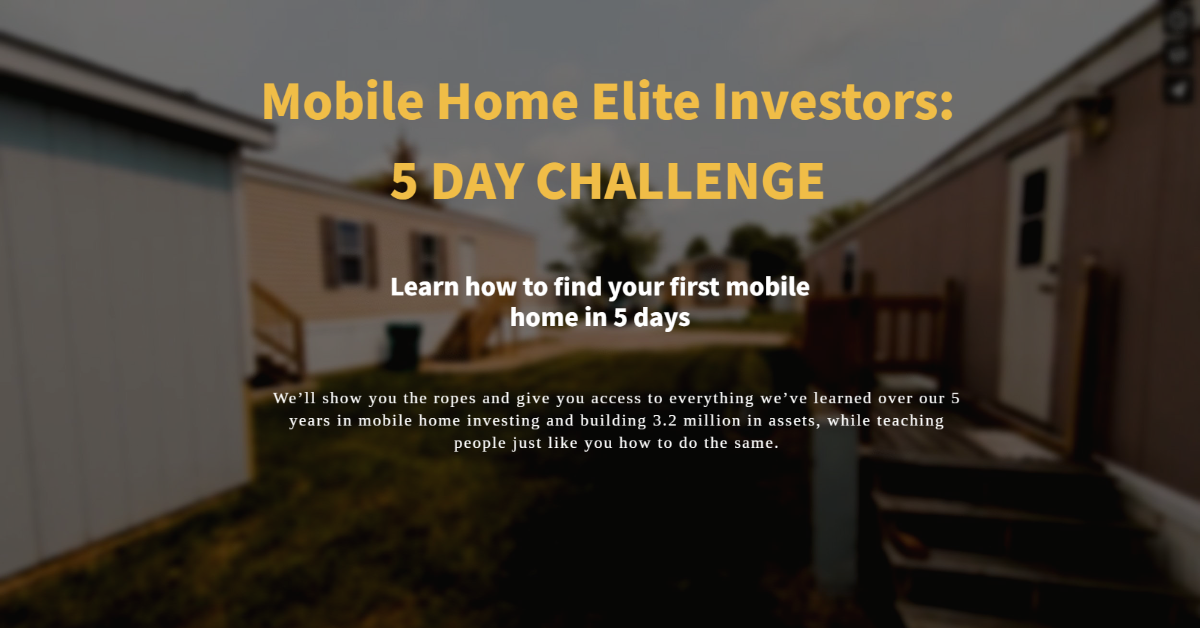 Mobile Home Elite Investors:
5 DAY CHALLENGE
Learn how to find your first mobile
home in 5 days
We’ll show you the ropes and give you access to everything we’ve learned over our 5
years in mobile home investing and building 3.2 million in assets, while teaching
people just like you how to do the same.